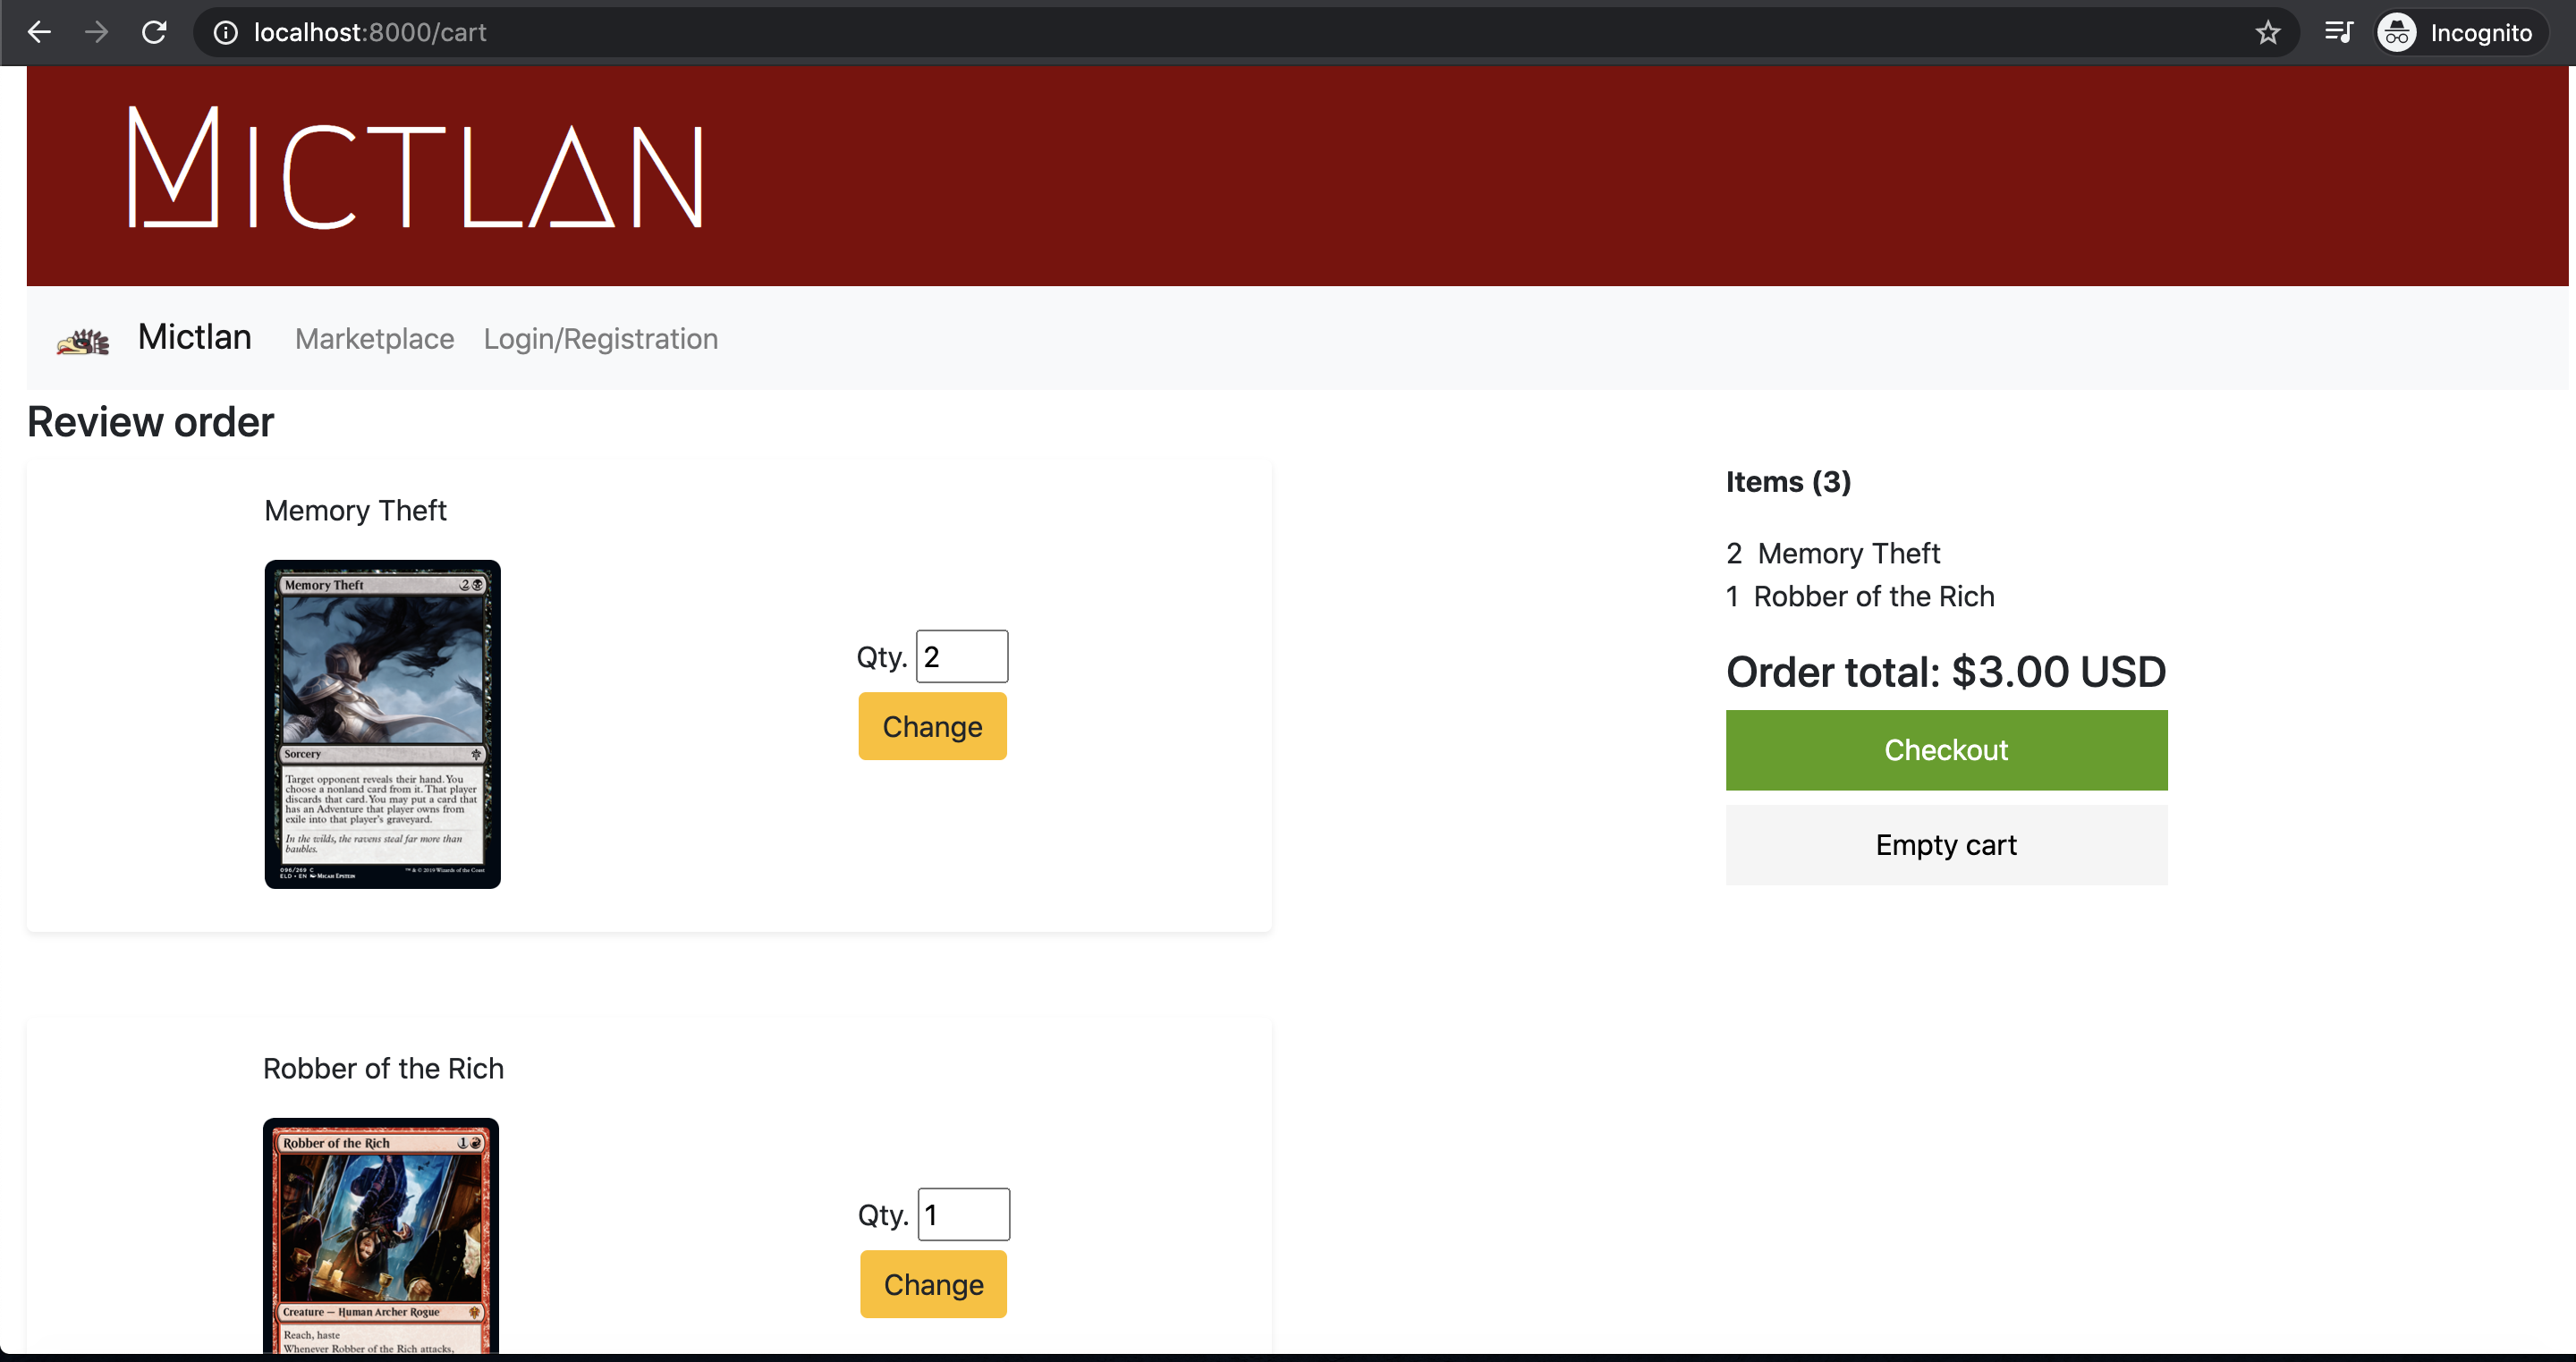 localhost:8000/cart
Incognito
MICTLAN
Mictlan Marketplace Login/Registration
Review order
Memory Theft
Memory Theft 2
Sorcery
Target opponent reveals their hand. You
choose a nonland card from it. That player
discards that card. You may put a card that
has an Adventure that player owns from
exile into that player's graveyard.
In the wilds, the ravens steal far more than
baubles.
096/269 C
ELD • EN Micah Epstein
™ & © 2019 Wizards of the Coast
Qty. 2
Change
Items (3)
2 Memory Theft
1 Robber of the Rich
Order total: $3.00 USD
Checkout
Empty cart
Robber of the Rich
Robber of the Rich 1
Creature — Human Archer Rogue
Reach, haste
Whenever Robber of the Rich attacks,
Qty. 1
Change